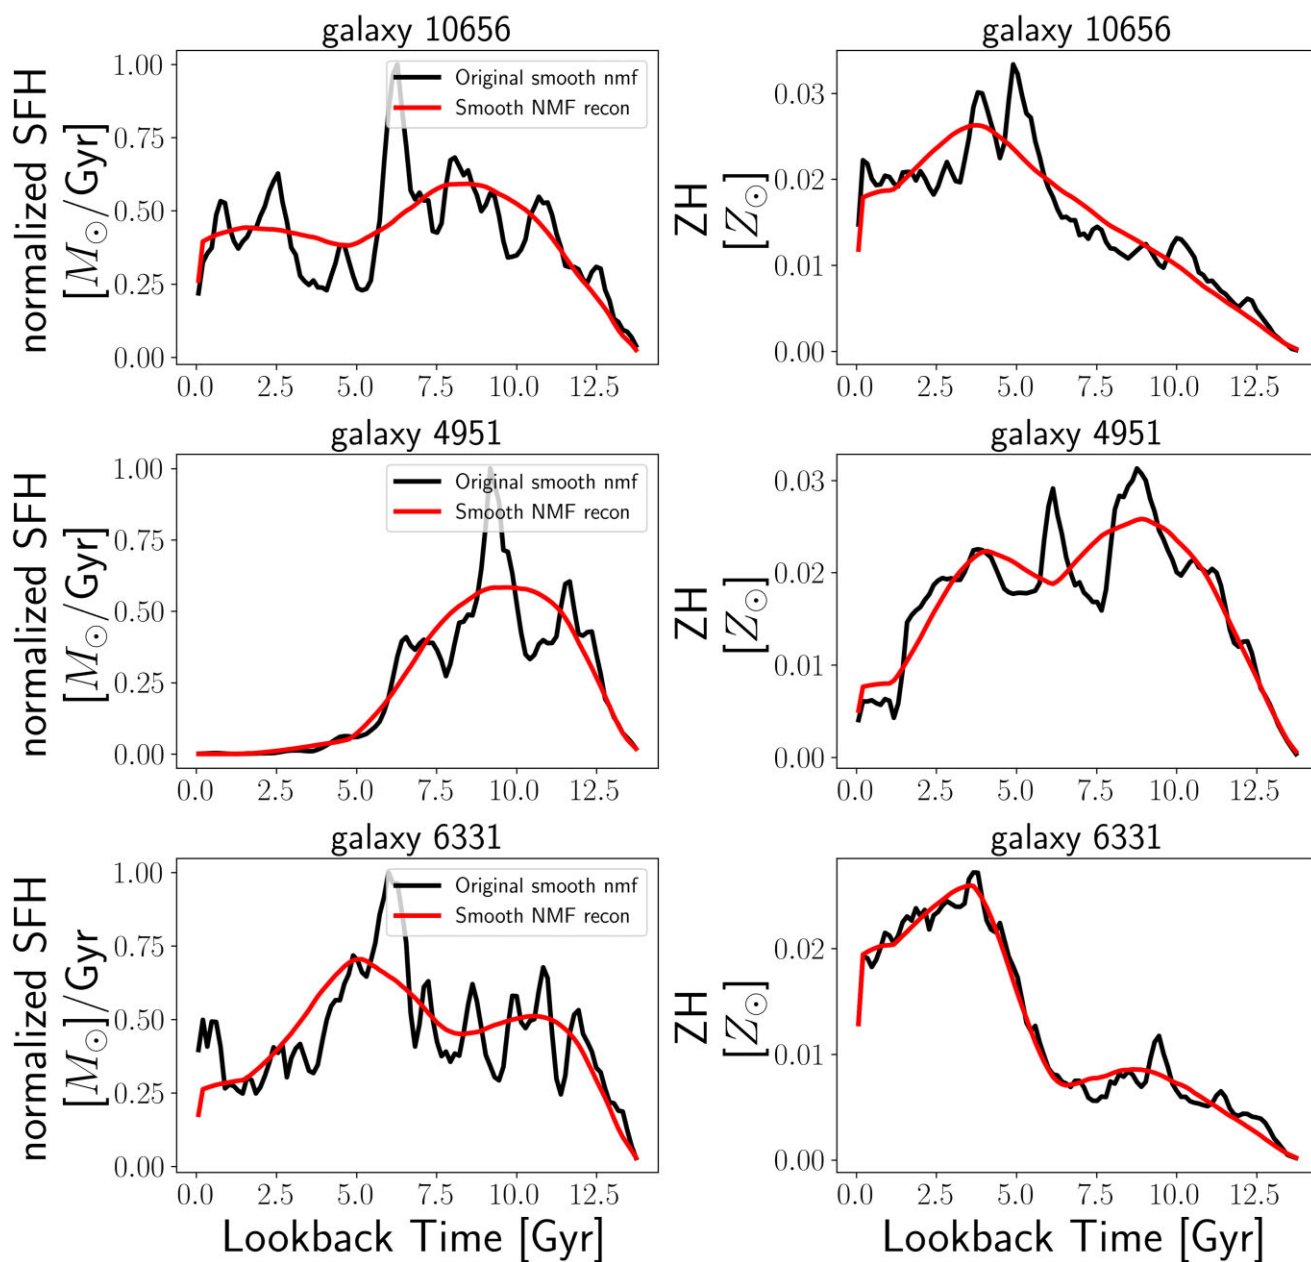 galaxy 10656
normalized SFH
[M⊙/Gyr]
1.00
0.75
0.50
0.25
0.00
Original smooth nmf
Smooth NMF recon
0.0 2.5 5.0 7.5 10.0 12.5
galaxy 10656
ZH
[Z⊙]
0.03
0.02
0.01
0.00
0.0 2.5 5.0 7.5 10.0 12.5
galaxy 4951
normalized SFH
[M⊙/Gyr]
1.00
0.75
0.50
0.25
0.00
Original smooth nmf
Smooth NMF recon
0.0 2.5 5.0 7.5 10.0 12.5
galaxy 4951
ZH
[Z⊙]
0.03
0.02
0.01
0.00
0.0 2.5 5.0 7.5 10.0 12.5
galaxy 6331
normalized SFH
[M⊙]/Gyr
1.00
0.75
0.50
0.25
0.00
Original smooth nmf
Smooth NMF recon
0.0 2.5 5.0 7.5 10.0 12.5
Lookback Time [Gyr]
galaxy 6331
ZH
[Z⊙]
0.02
0.01
0.00
0.0 2.5 5.0 7.5 10.0 12.5
Lookback Time [Gyr]